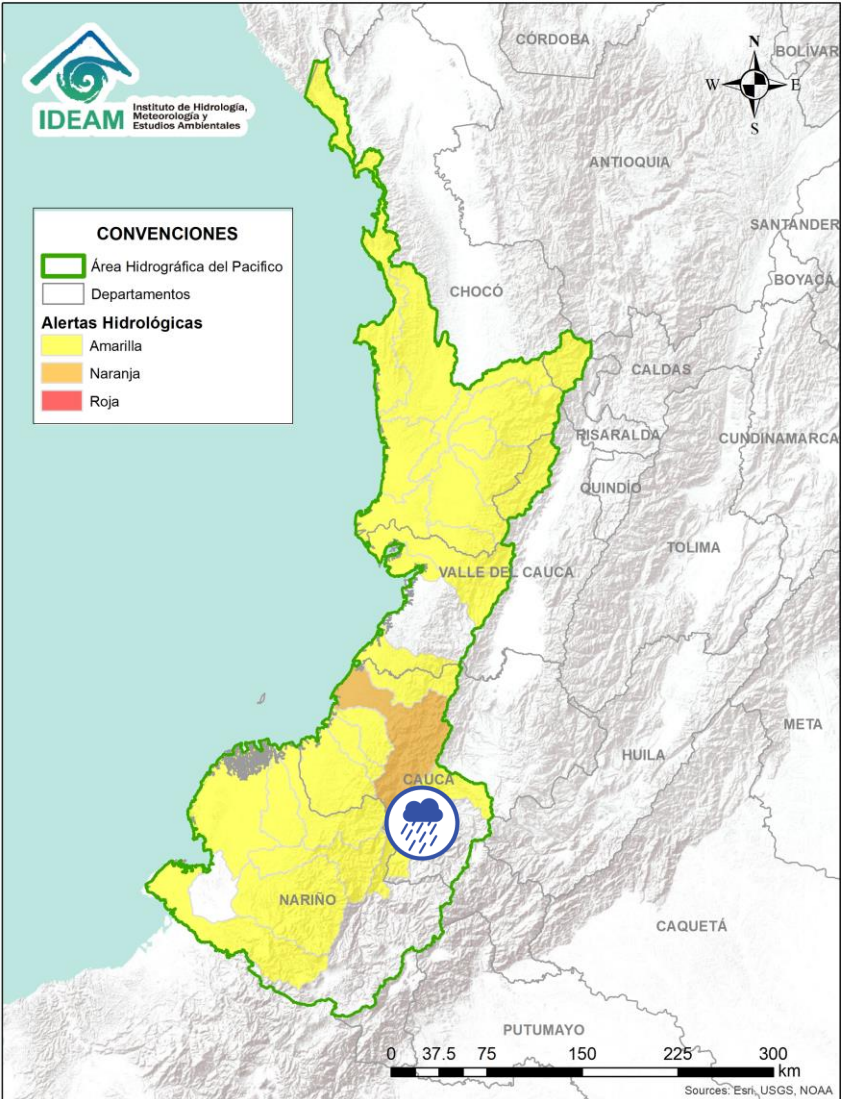 IDEAM
Instituto de Hidrología,
Meteorología y
Estudios Ambientales
CÓRDOBA
BOLÍVAR
N
W
E
S
ANTIOQUIA
SANTANDER
BOYACÁ
CONVENCIONES
Área Hidrográfica del Pacifico
Departamentos
Alertas Hidrológicas
Amarilla
Naranja
Roja
CHOCÓ
CALDAS
RISARALDA
CUNDINAMARCA
QUINDÍO
TOLIMA
VALLE DEL CAUCA
META
HUILA
CAUCA
NARIÑO
CAQUETÁ
PUTUMAYO
0 37.5 75 150 225 300
km
Sources: Esri, USGS, NOAA